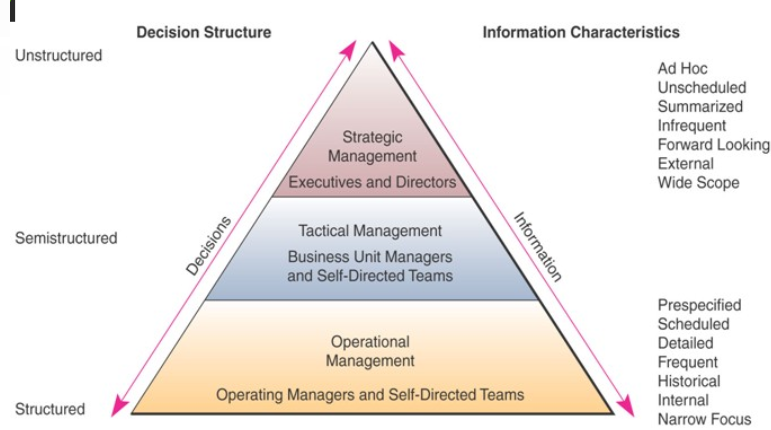 Decision Structure
Information Characteristics
Unstructured
Semistructured
Structured
Decisions
Strategic
Management
Executives and Directors
Tactical Management
Business Unit Managers
and Self-Directed Teams
Operational
Management
Operating Managers and Self-Directed Teams
Information
Ad Hoc
Unscheduled
Summarized
Infrequent
Forward Looking
External
Wide Scope
Prespecified
Scheduled
Detailed
Frequent
Historical
Internal
Narrow Focus